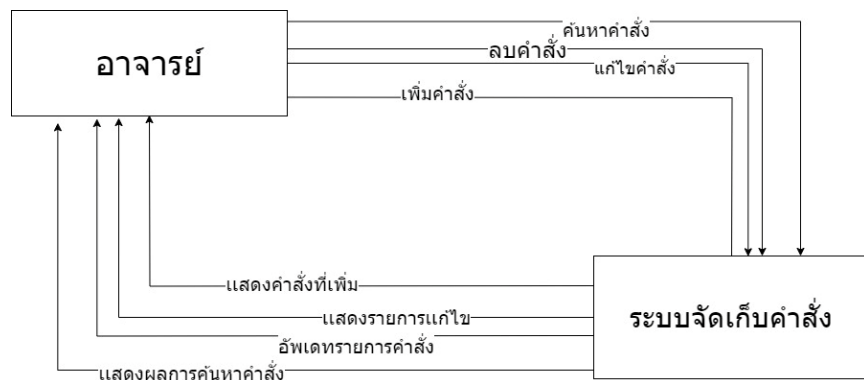 ค้นหาคำสั่ง
ลบคำสั่ง
อาจารย์
แก้ไขคำสั่ง
เพิ่มคำสั่ง
แสดงคำสั่งที่เพิ่ม
แสดงรายการแก้ไข
ระบบจัดเก็บคำสั่ง
อัพเดทรายการคำสั่ง
แสดงผลการค้นหาคำสั่ง